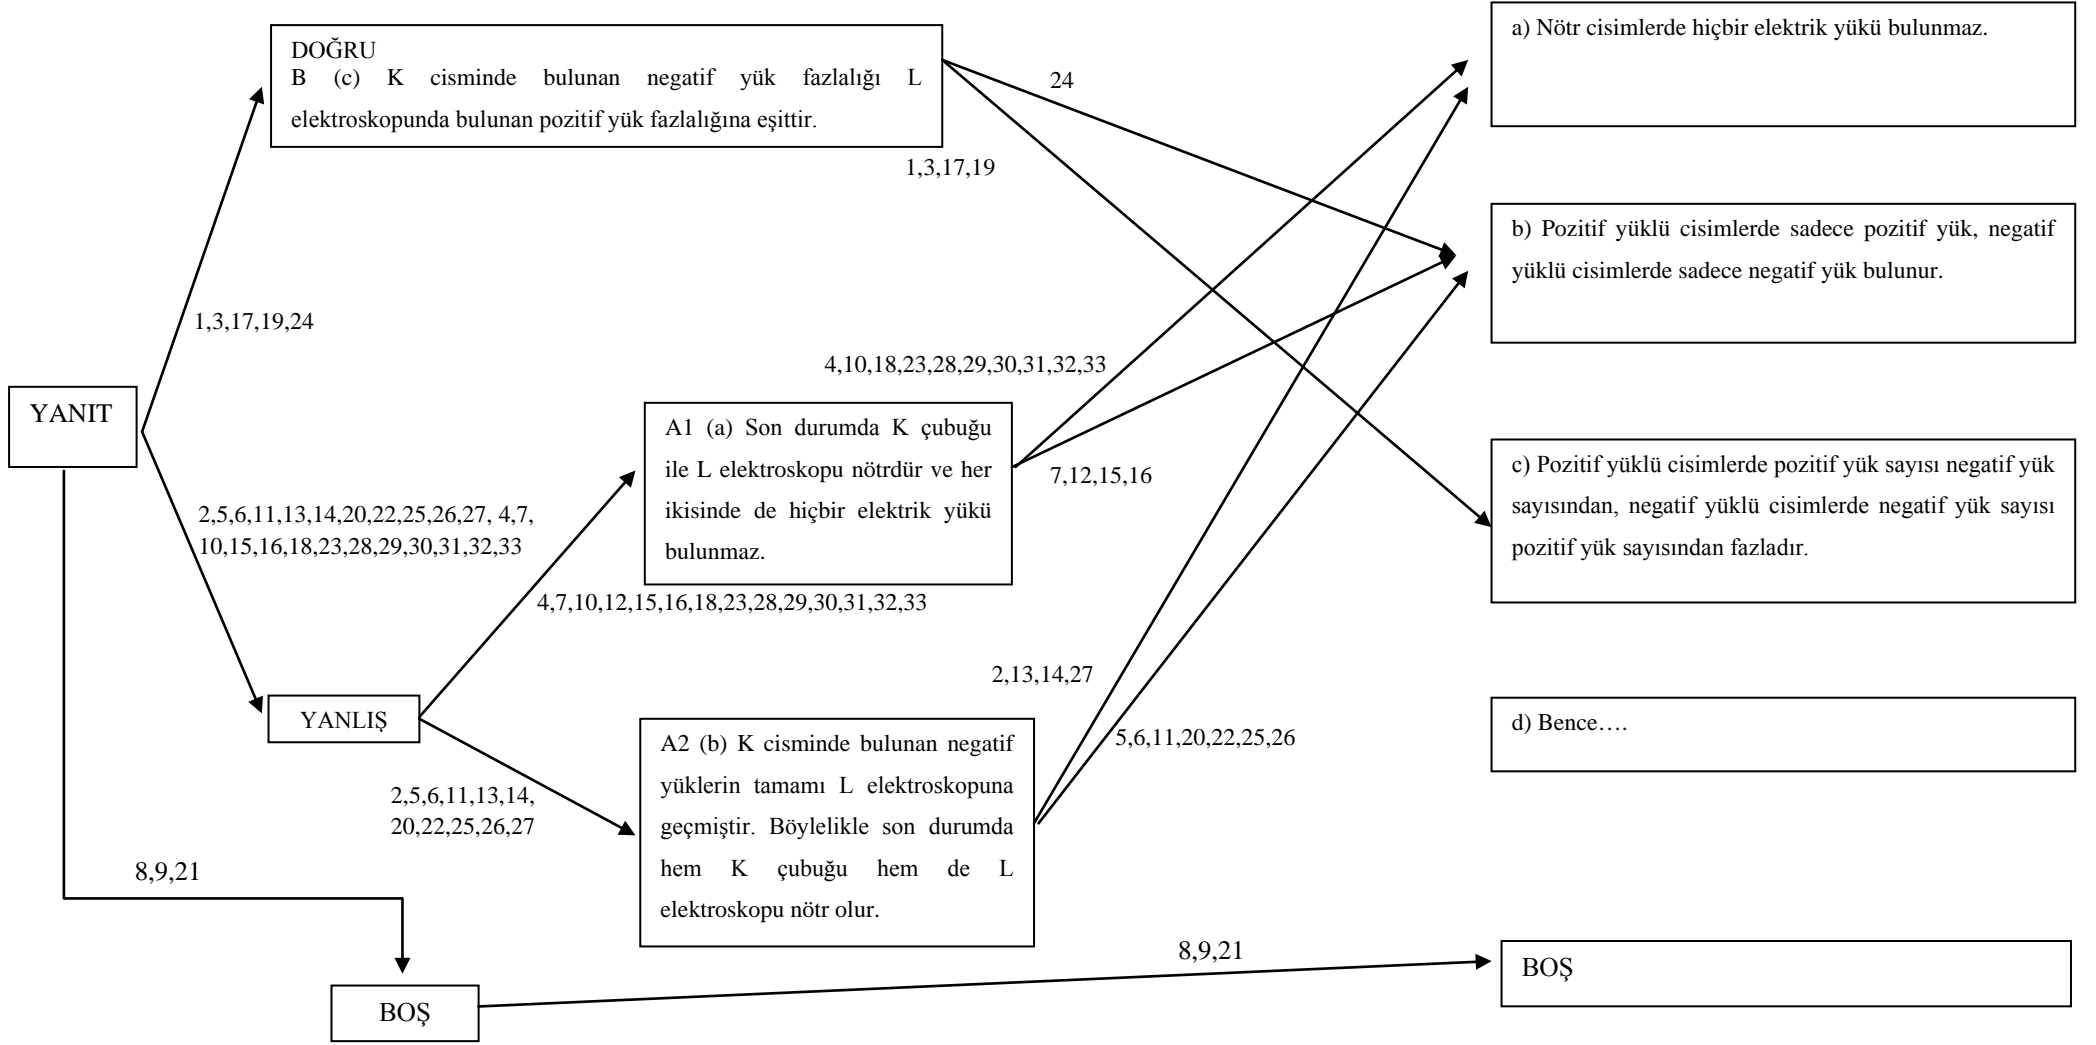 DOĞRU
B (c) K cisminde bulunan negatif yük fazlalığı L
elektroskopunda bulunan pozitif yük fazlalığına eşittir.
a) Nötr cisimlerde hiçbir elektrik yükü bulunmaz.
24
1,3,17,19
b) Pozitif yüklü cisimlerde sadece pozitif yük, negatif
yüklü cisimlerde sadece negatif yük bulunur.
1,3,17,19,24
4,10,18,23,28,29,30,31,32,33
YANIT
A1 (a) Son durumda K çubuğu
ile L elektroskopu nötrdür ve her
ikisinde de hiçbir elektrik yükü
bulunmaz.
7,12,15,16
c) Pozitif yüklü cisimlerde pozitif yük sayısı negatif yük
sayısından, negatif yüklü cisimlerde negatif yük sayısı
pozitif yük sayısından fazladır.
2,5,6,11,13,14,20,22,25,26,27, 4,7,
10,15,16,18,23,28,29,30,31,32,33
4,7,10,12,15,16,18,23,28,29,30,31,32,33
2,13,14,27
YANLIŞ
d) Bence….
A2 (b) K cisminde bulunan negatif
yüklerin tamamı L elektroskopuna
geçmiştir. Böylelikle son durumda
hem K çubuğu hem de L
elektroskopu nötr olur.
5,6,11,20,22,25,26
2,5,6,11,13,14,
20,22,25,26,27
8,9,21
8,9,21
BOŞ
BOŞ